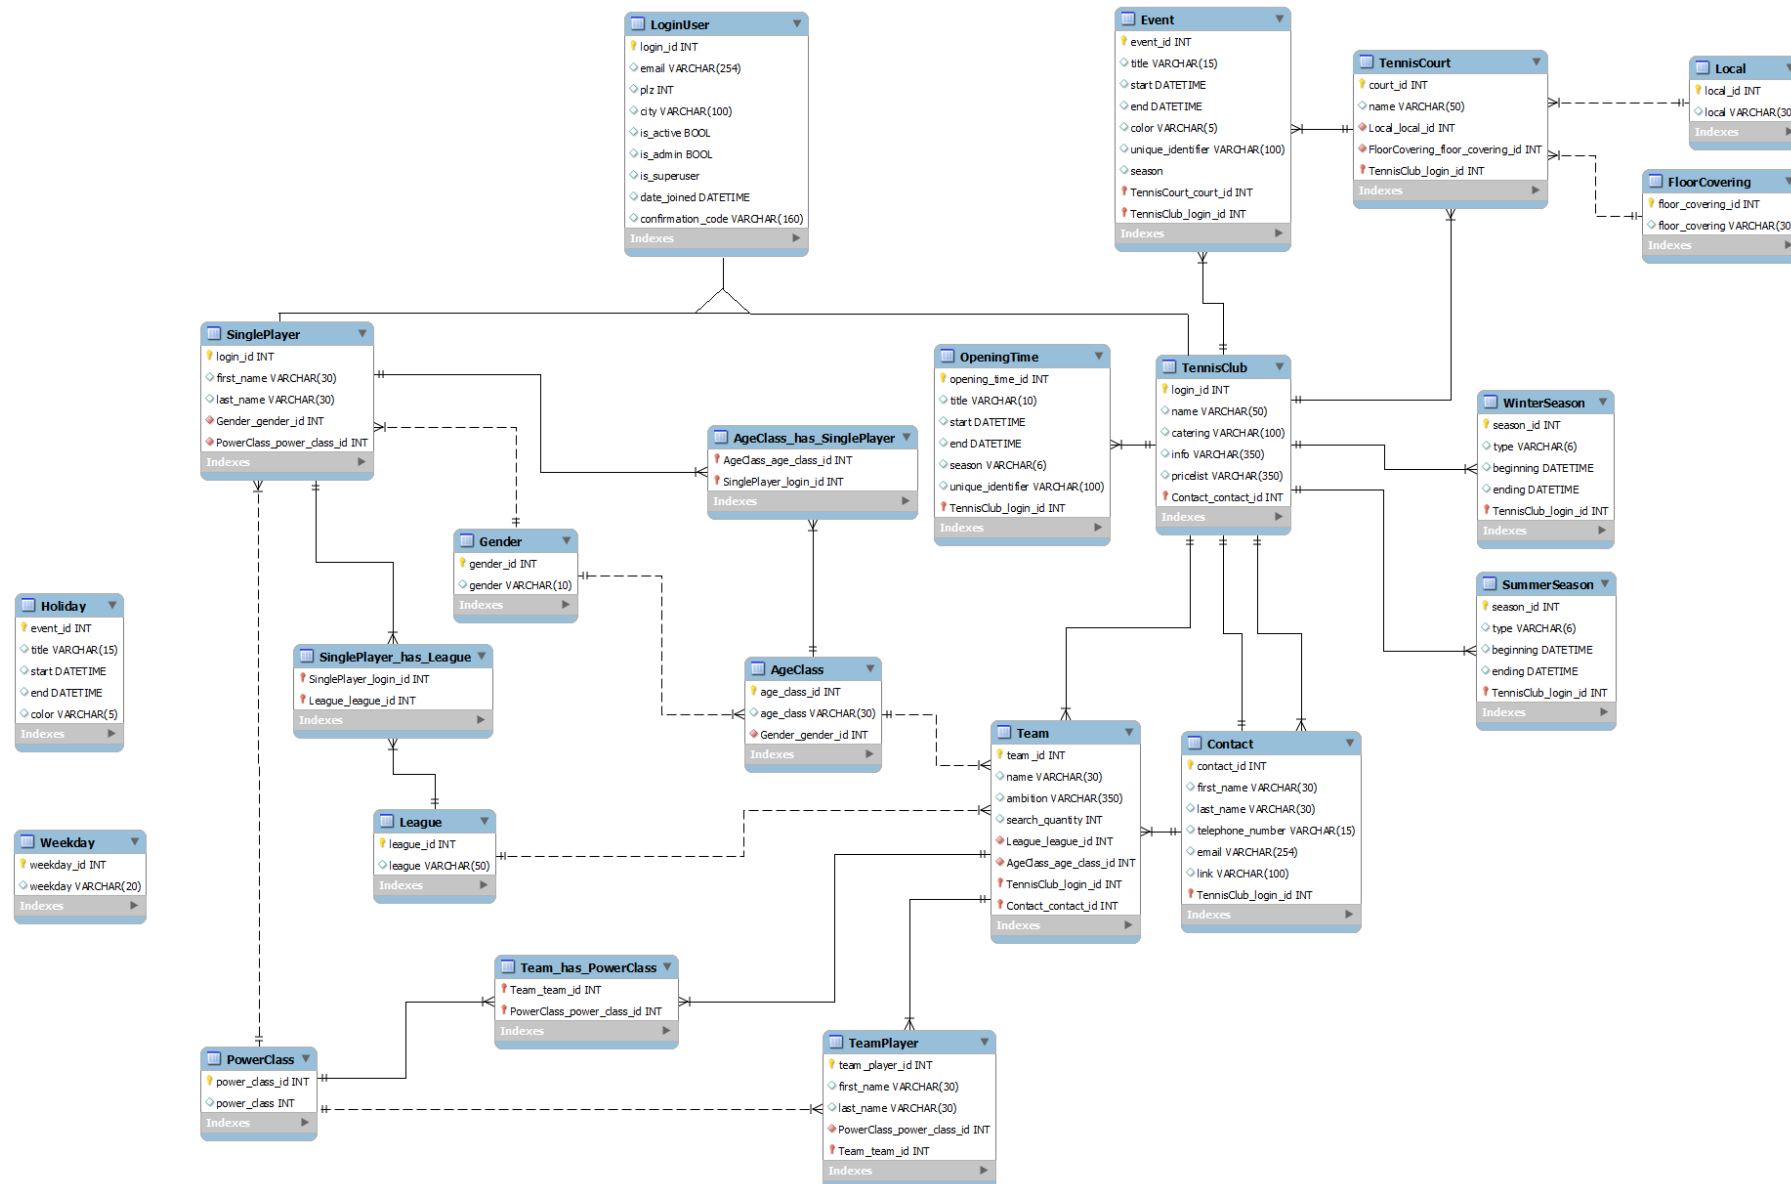 LoginUser
login_id INT
email VARCHAR(254)
plz INT
city VARCHAR(100)
is_active BOOL
is_admin BOOL
is_superuser
date_joined DATETIME
confirmation_code VARCHAR(160)
Indexes
Event
event_id INT
title VARCHAR(15)
start DATETIME
end DATETIME
color VARCHAR(5)
unique_identifier VARCHAR(100)
season
TennisCourt_court_id INT
TennisClub_login_id INT
Indexes
TennisCourt
court_id INT
name VARCHAR(50)
Local_local_id INT
FloorCovering_floor_covering_id INT
TennisClub_login_id INT
Indexes
Local
local_id INT
local VARCHAR(30
Indexes
FloorCovering
floor_covering_id INT
floor_covering VARCHAR(30
Indexes
SinglePlayer
login_id INT
first_name VARCHAR(30)
last_name VARCHAR(30)
Gender_gender_id INT
PowerClass_power_class_id INT
Indexes
OpeningTime
opening_time_id INT
title VARCHAR(10)
start DATETIME
end DATETIME
season VARCHAR(6)
unique_identifier VARCHAR(100)
TennisClub_login_id INT
Indexes
TennisClub
login_id INT
name VARCHAR(50)
catering VARCHAR(100)
info VARCHAR(350)
pricelist VARCHAR(350)
Contact_contact_id INT
Indexes
WinterSeason
season_id INT
type VARCHAR(6)
beginning DATETIME
ending DATETIME
TennisClub_login_id INT
Indexes
AgeClass_has_SinglePlayer
AgeClass_age_class_id INT
SinglePlayer_login_id INT
Indexes
Gender
gender_id INT
gender VARCHAR(10)
Indexes
SummerSeason
season_id INT
type VARCHAR(6)
beginning DATETIME
ending DATETIME
TennisClub_login_id INT
Indexes
Holiday
event_id INT
title VARCHAR(15)
start DATETIME
end DATETIME
color VARCHAR(5)
Indexes
SinglePlayer_has_League
SinglePlayer_login_id INT
League_league_id INT
Indexes
AgeClass
age_class_id INT
age_class VARCHAR(30)
Gender_gender_id INT
Indexes
Team
team_id INT
name VARCHAR(30)
ambition VARCHAR(350)
search_quantity INT
League_league_id INT
AgeClass_age_class_id INT
TennisClub_login_id INT
Contact_contact_id INT
Indexes
Contact
contact_id INT
first_name VARCHAR(30)
last_name VARCHAR(30)
telephone_number VARCHAR(15)
email VARCHAR(254)
link VARCHAR(100)
TennisClub_login_id INT
Indexes
Weekday
weekday_id INT
weekday VARCHAR(20)
Indexes
League
league_id INT
league VARCHAR(50)
Indexes
Team_has_PowerClass
Team_team_id INT
PowerClass_power_class_id INT
Indexes
PowerClass
power_class_id INT
power_class INT
Indexes
TeamPlayer
team_player_id INT
first_name VARCHAR(30)
last_name VARCHAR(30)
PowerClass_power_class_id INT
Team_team_id INT
Indexes